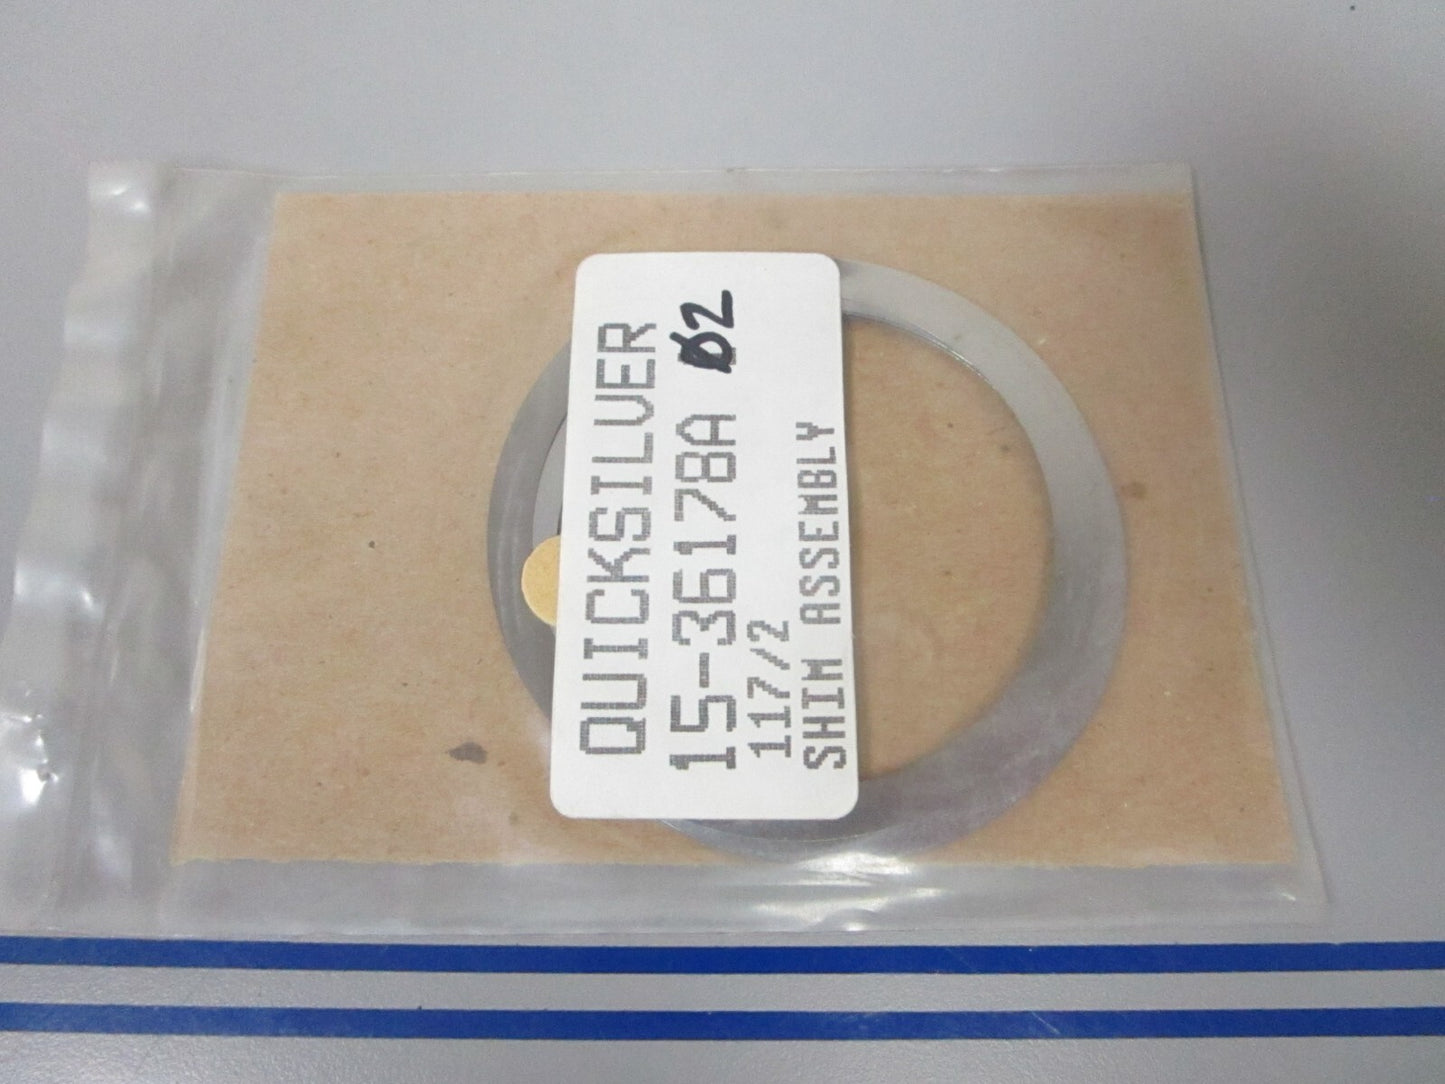 QUICKSILVER
15-36178A 02
117/2
SHIM ASSEMBLY